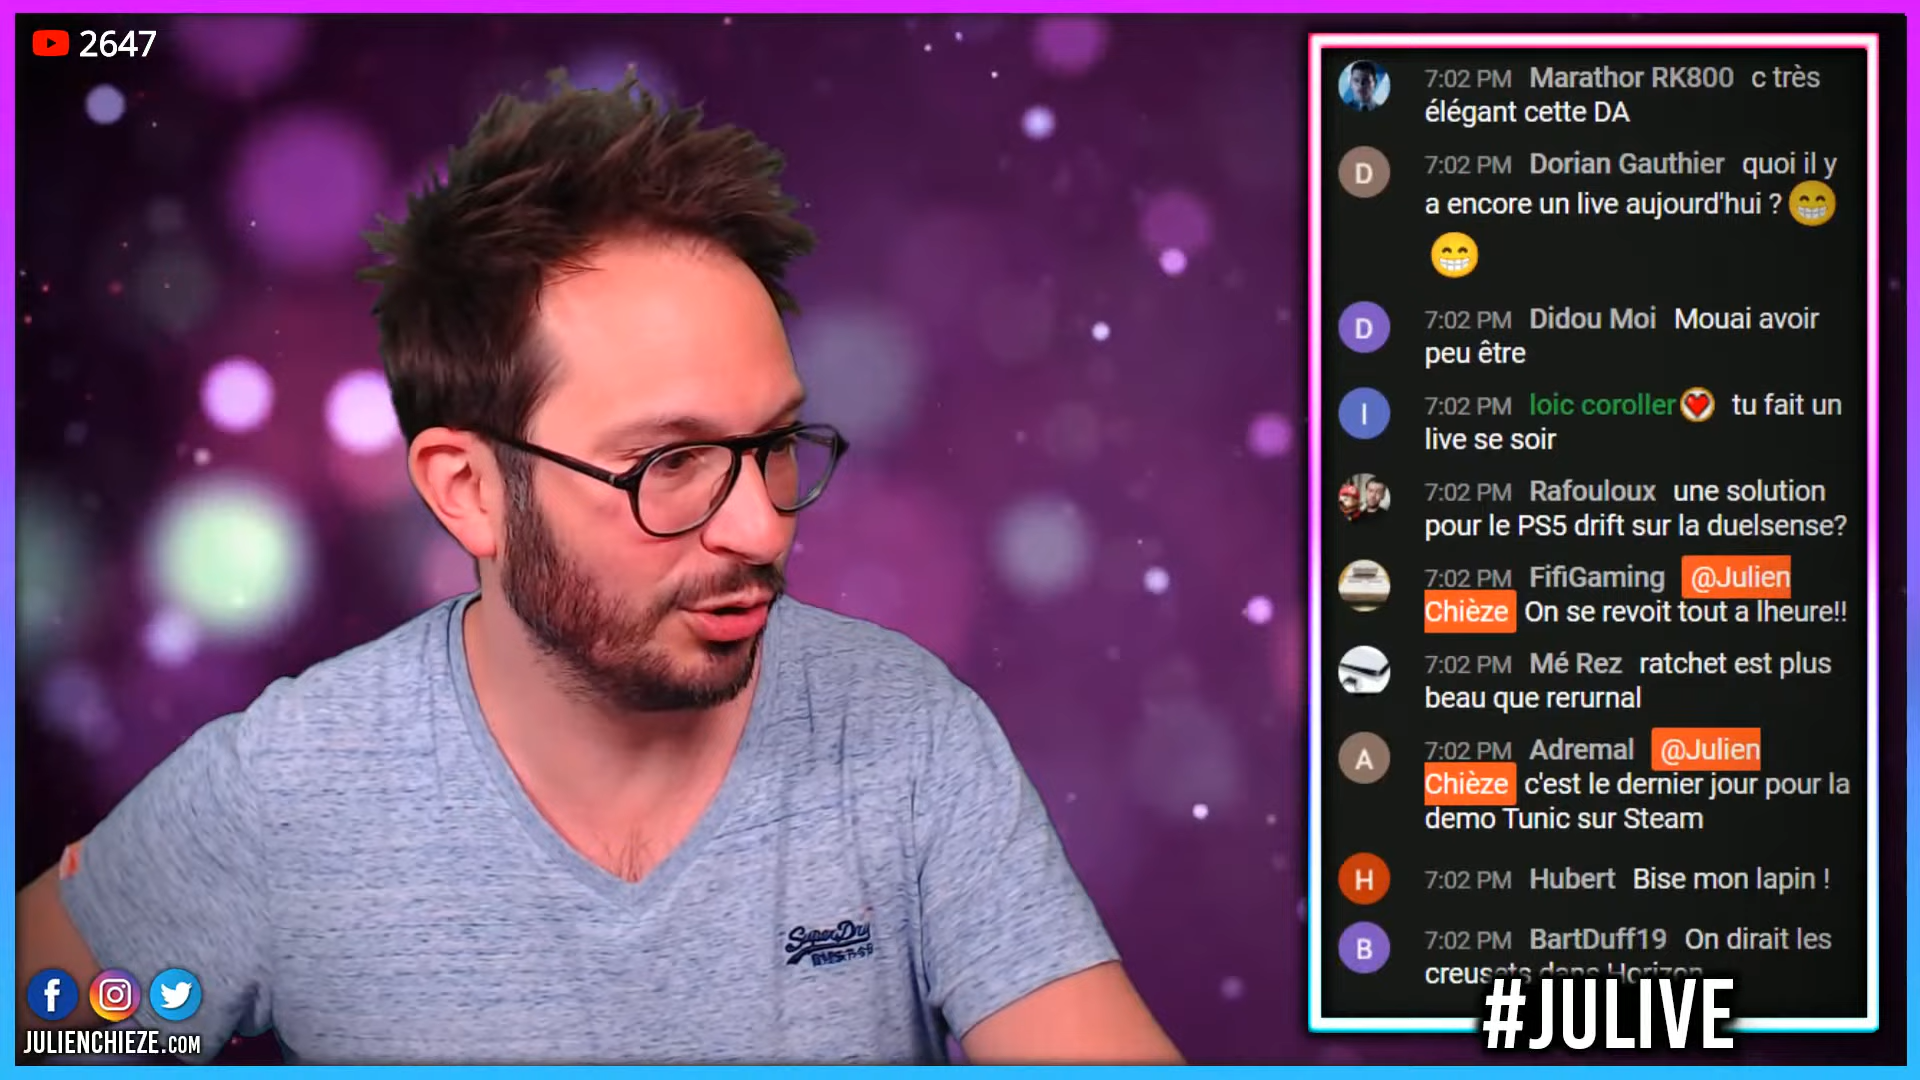 2647
7:02 PM Marathor RK800 c très
élégant cette DA
D 7:02 PM Dorian Gauthier quoi il y
a encore un live aujourd'hui ?
D 7:02 PM Didou Moi Mouai avoir
peu être
l 7:02 PM loic coroller tu fait un
live se soir
7:02 PM Rafouloux une solution
pour le PS5 drift sur la duelsense?
7:02 PM FifiGaming @Julien
Chièze On se revoit tout a lheure!!
7:02 PM Mé Rez ratchet est plus
beau que rerurnal
A 7:02 PM Adremal @Julien
Chièze c'est le dernier jour pour la
demo Tunic sur Steam
H 7:02 PM Hubert Bise mon lapin !
B 7:02 PM BartDuff19 On dirait les
creusets dans Horizon
#JULIVE
SuperDry
JULIENCHIEZE.COM